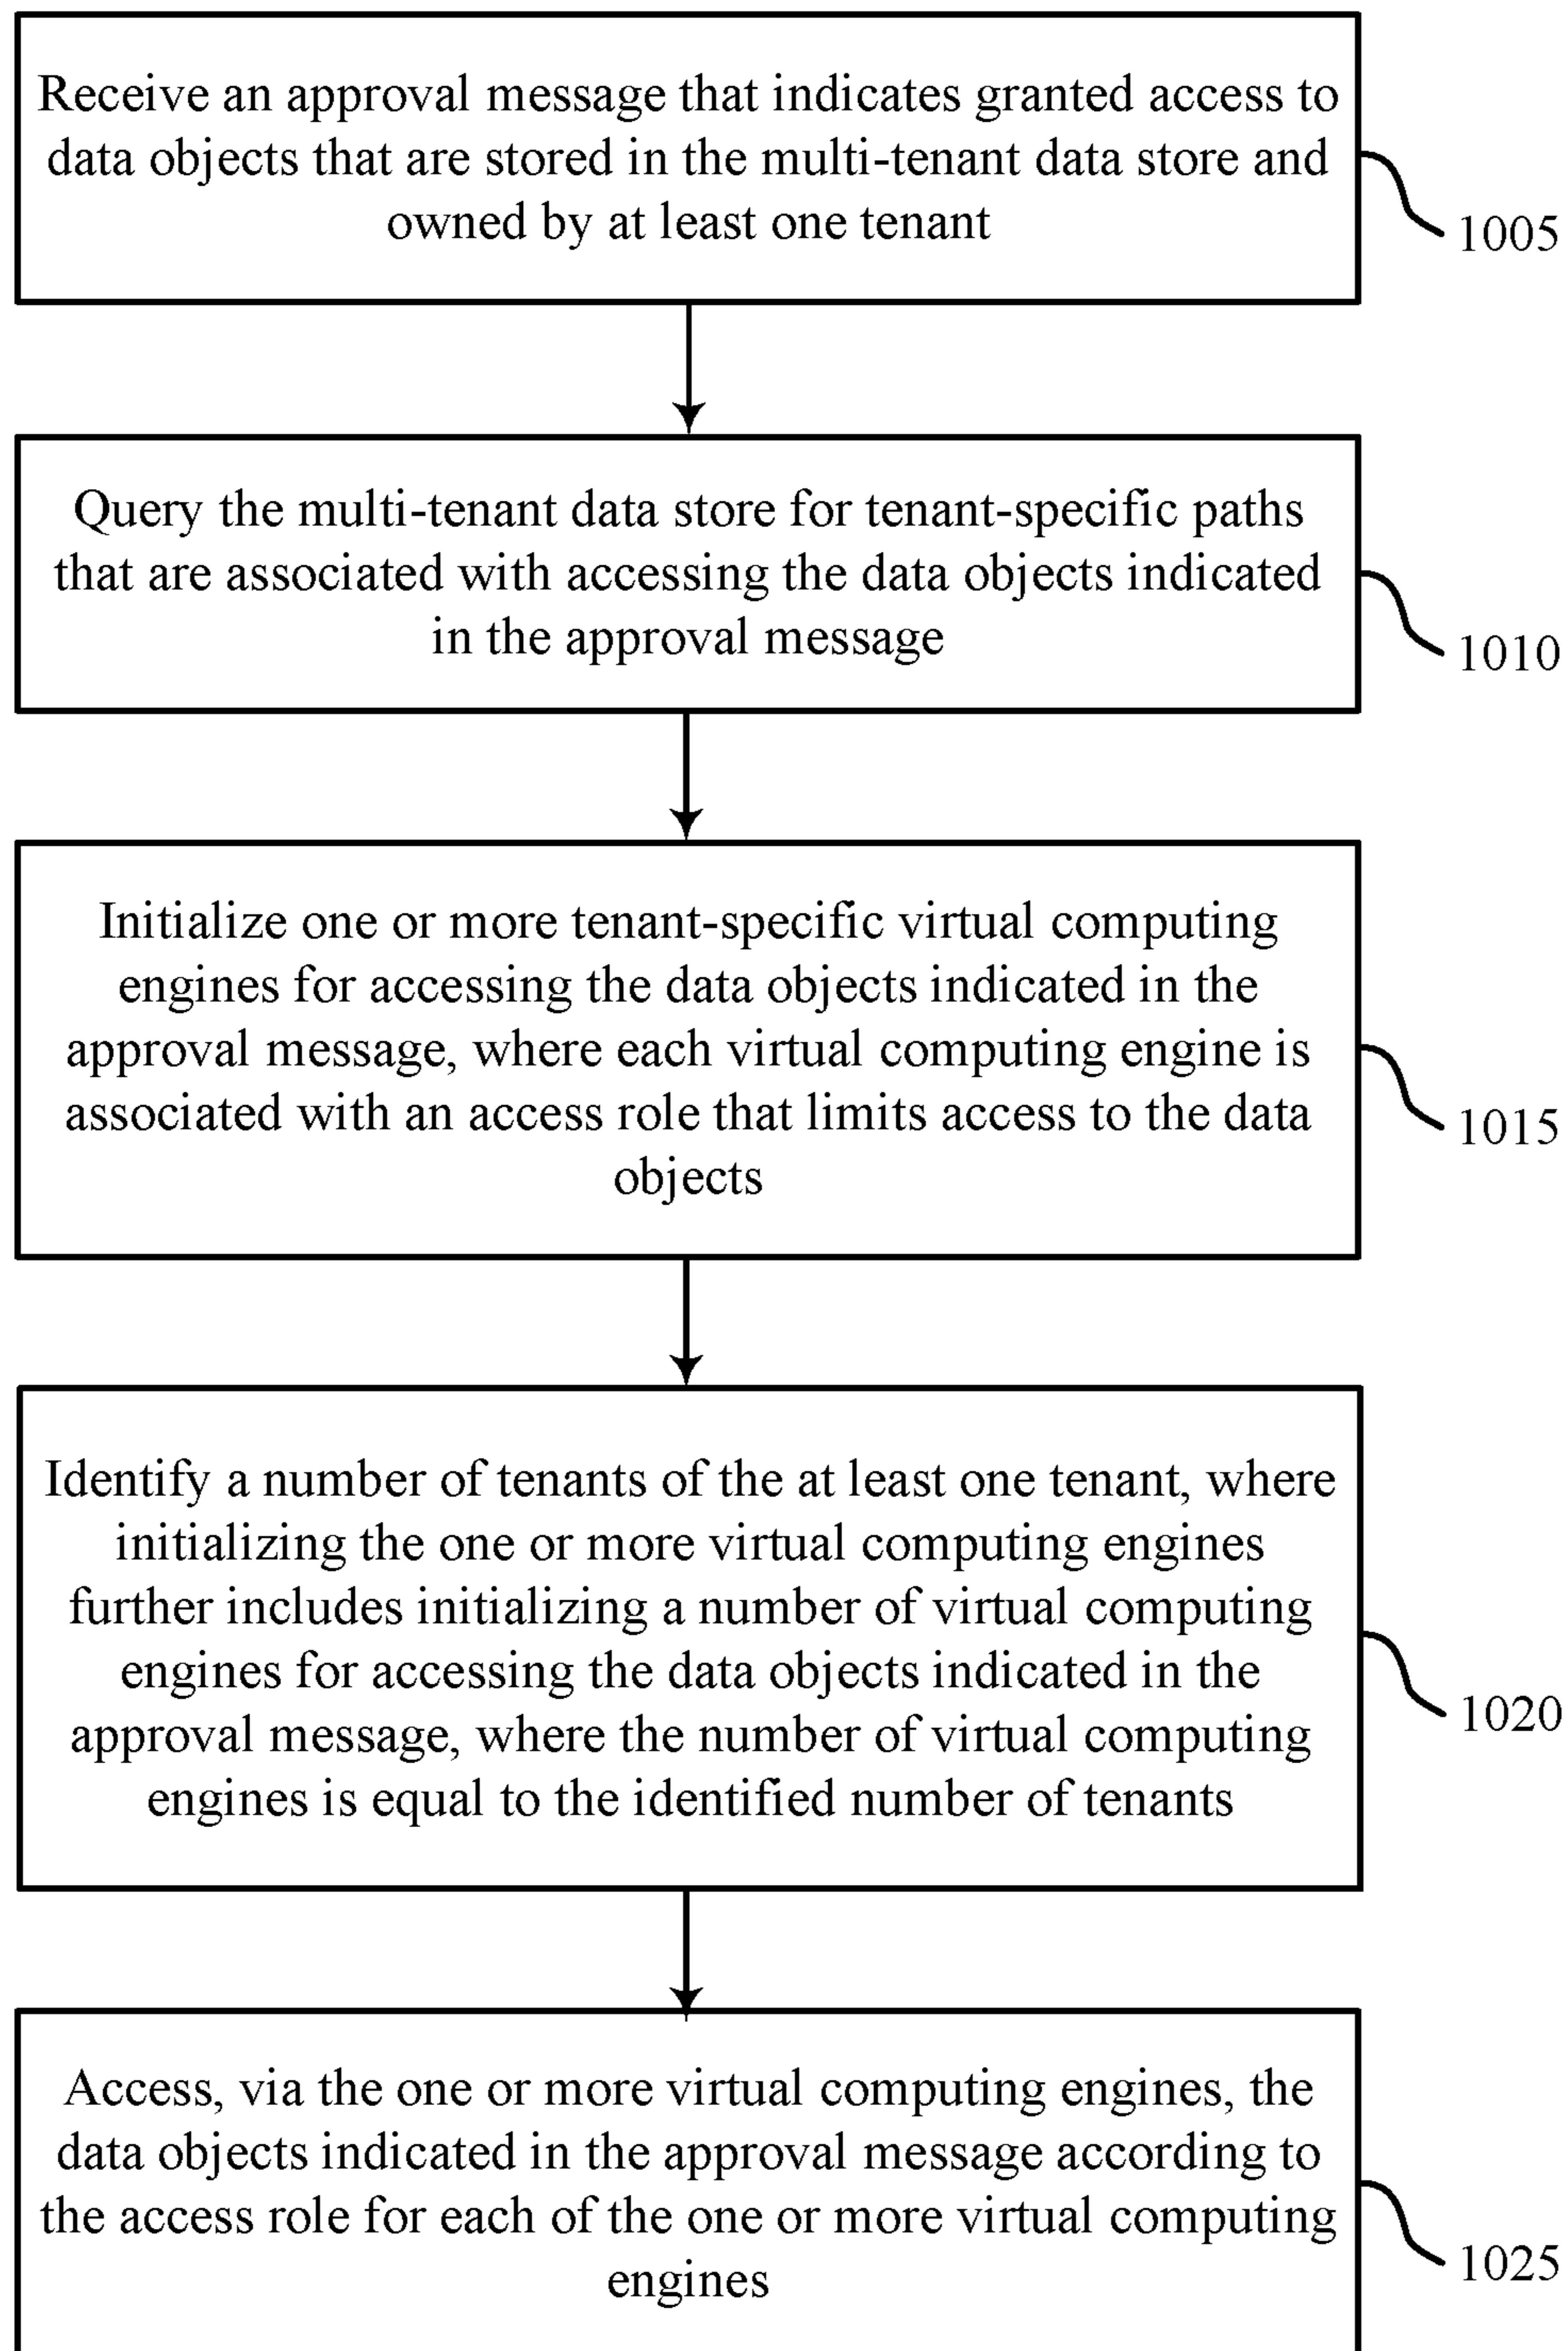 Receive an approval message that indicates granted access to
data objects that are stored in the multi-tenant data store and
owned by at least one tenant
1005
Query the multi-tenant data store for tenant-specific paths
that are associated with accessing the data objects indicated
in the approval message
1010
Initialize one or more tenant-specific virtual computing
engines for accessing the data objects indicated in the
approval message, where each virtual computing engine is
associated with an access role that limits access to the data
objects
1015
Identify a number of tenants of the at least one tenant, where
initializing the one or more virtual computing engines
further includes initializing a number of virtual computing
engines for accessing the data objects indicated in the
approval message, where the number of virtual computing
engines is equal to the identified number of tenants
1020
Access, via the one or more virtual computing engines, the
data objects indicated in the approval message according to
the access role for each of the one or more virtual computing
engines
1025